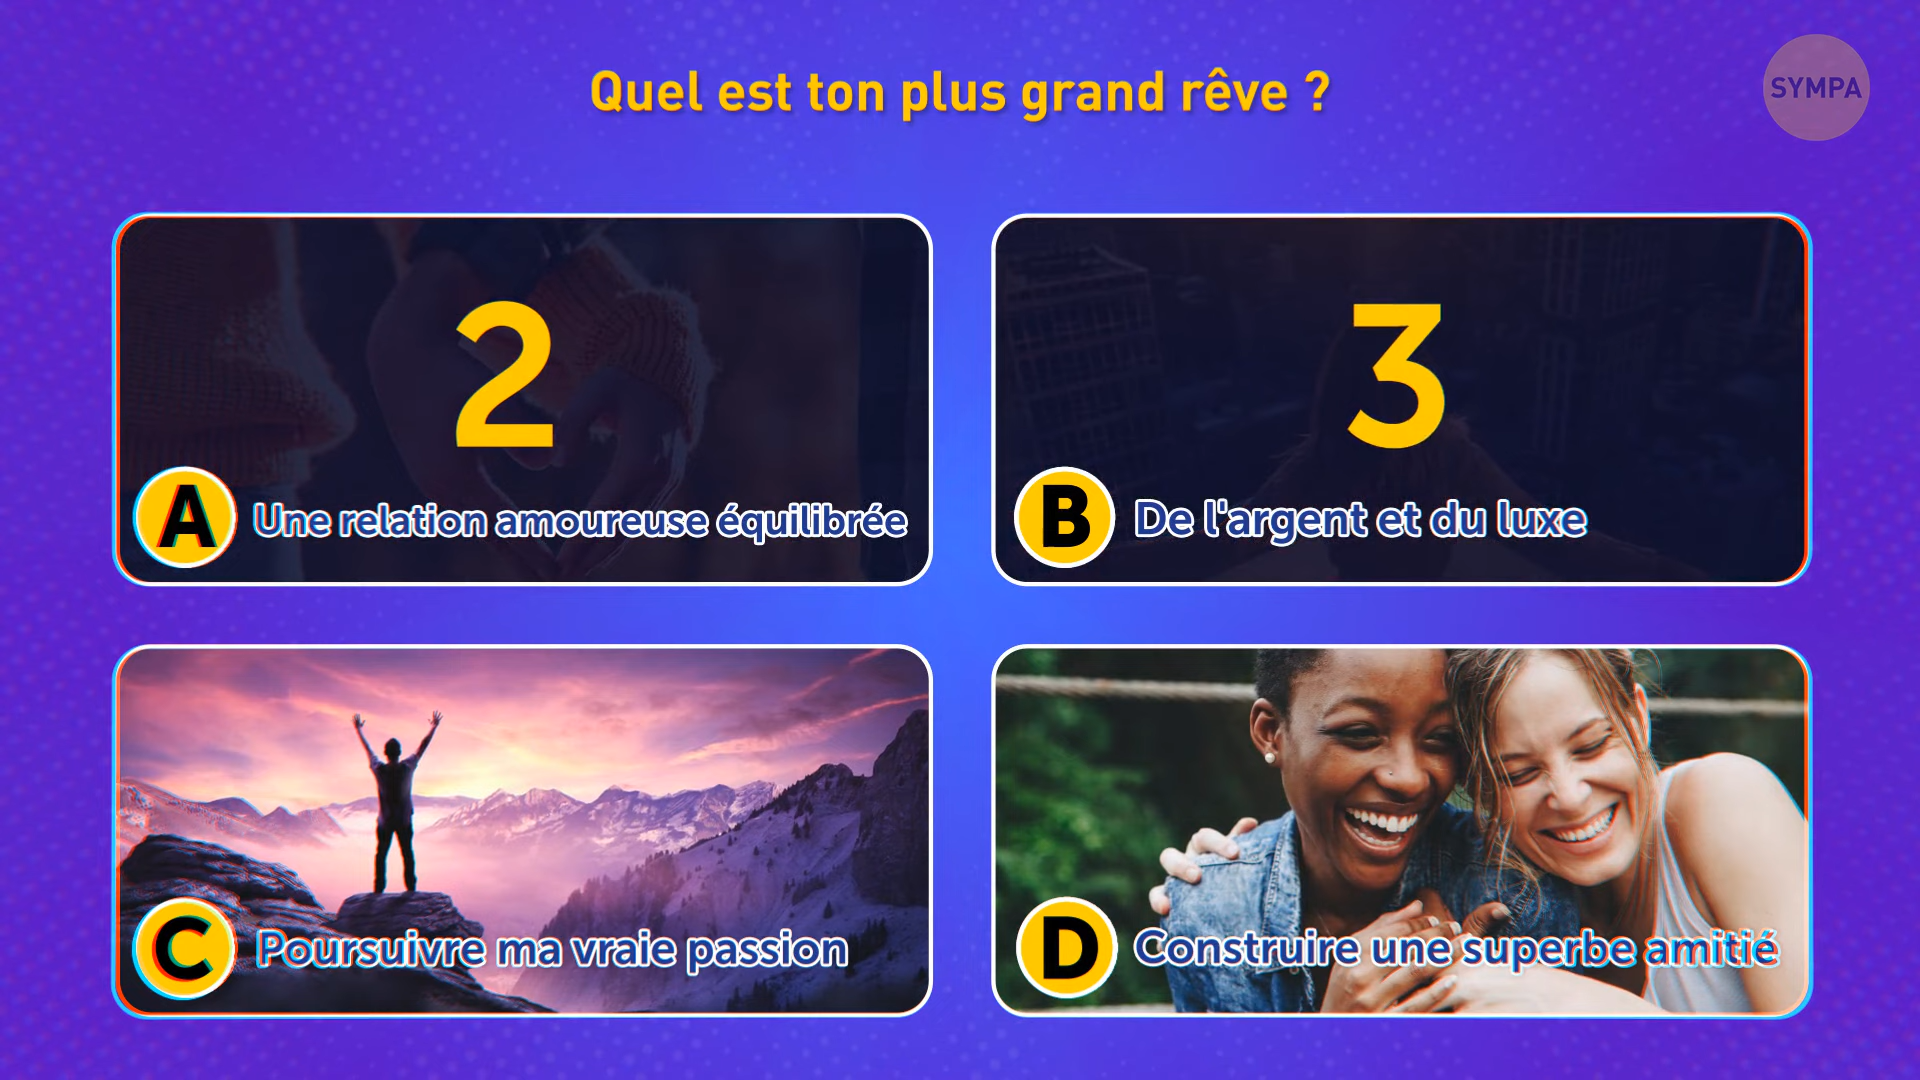 Quel est ton plus grand rêve ?
SYMPA
2
3
A Une relation amoureuse équilibrée
B De l'argent et du luxe
C Poursuivre ma vraie passion
D Construire une superbe amitié